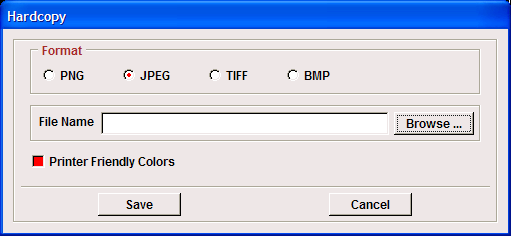 Hardcopy
Format
PNG JPEG TIFF BMP
File Name Browse ...
Printer Friendly Colors
Save Cancel